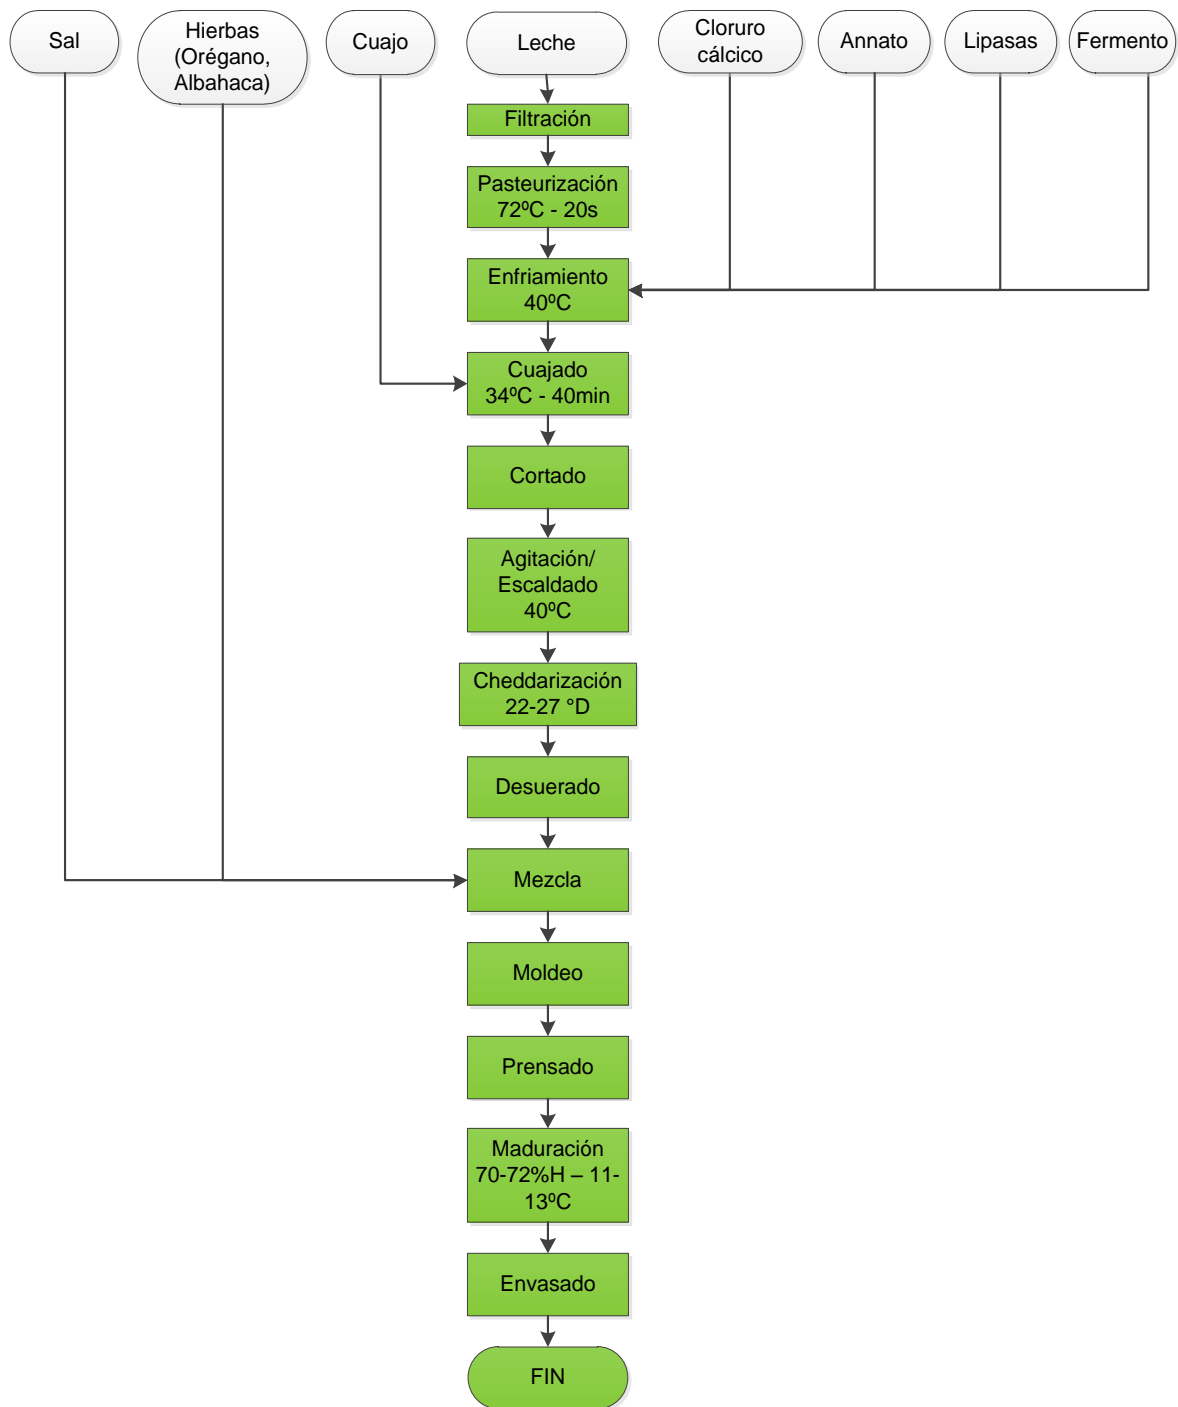 Sal
Hierbas
(Orégano,
Albahaca)
Cuajo
Leche
Cloruro
cálcico
Annato
Lipasas
Fermento
Filtración
Pasteurización
72ºC - 20s
Enfriamiento
40ºC
Cuajado
34ºC - 40min
Cortado
Agitación/
Escaldado
40ºC
Cheddarización
22-27 °D
Desuerado
Mezcla
Moldeo
Prensado
Maduración
70-72%H – 11-
13ºC
Envasado
FIN